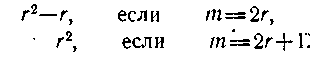 r²—r, если m=2r,
r², если m=2r+1.